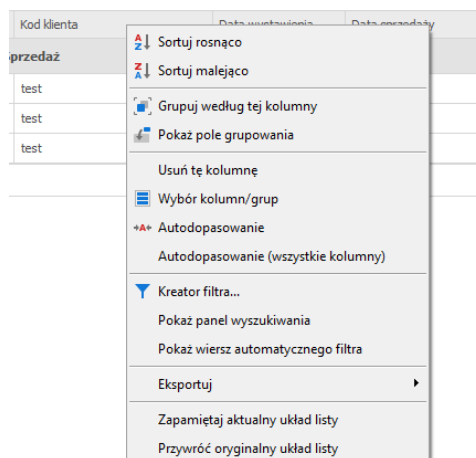 Kod klienta Data wystawienia Data sprzedaży
przedaż
test
test
test
Sortuj rosnąco
Sortuj malejąco
Grupuj według tej kolumny
Pokaż pole grupowania
Usuń tę kolumnę
Wybór kolumn/grup
Autodopasowanie
Autodopasowanie (wszystkie kolumny)
Kreator filtra...
Pokaż panel wyszukiwania
Pokaż wiersz automatycznego filtra
Eksportuj
Zapamiętaj aktualny układ listy
Przywróć oryginalny układ listy